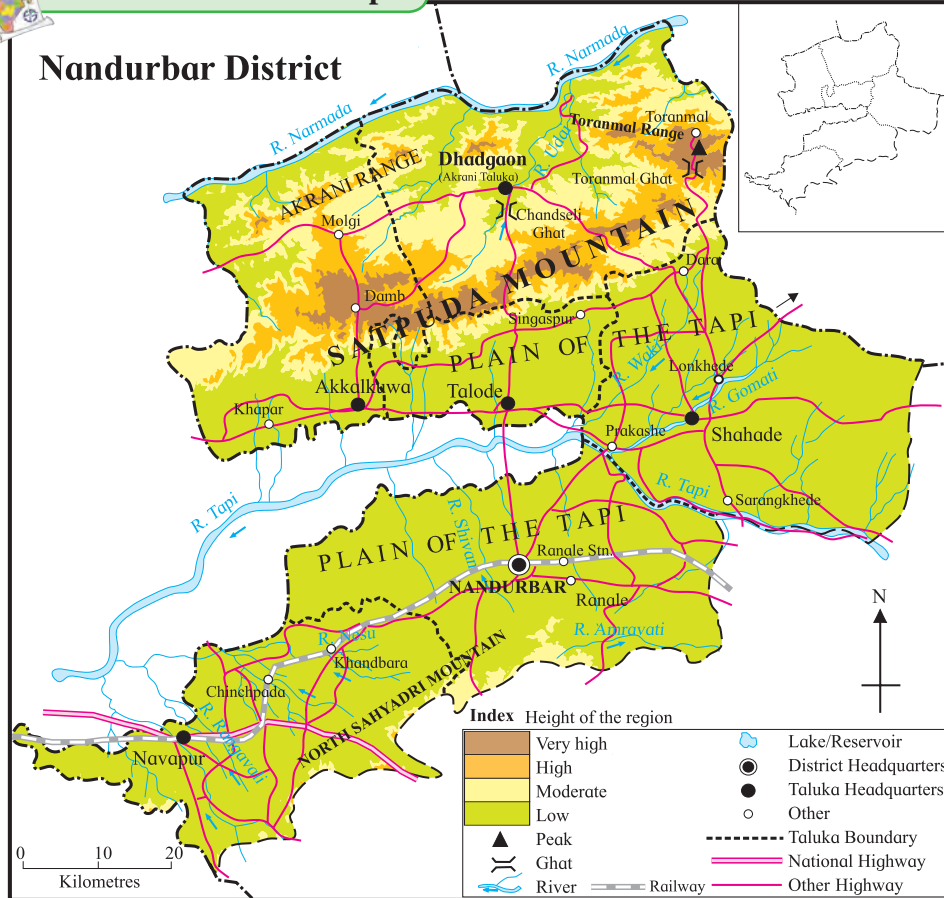 Nandurbar District
R. Narmada
R. Narmada
Toranmal
Toranmal Range
R. Udai
Dhadgaon
(Akrani Taluka)
AKRANI RANGE
Toranmal Ghat
Molgi
Chandseli
Ghat
Dara
Damb
SATPUDA MOUNTAIN
Singaspur
PLAIN OF THE TAPI
R. Waki
Lonkhede
R. Gomati
Akkalkuwa
Talode
Khapar
Prakashe
Shahade
R. Tapi
R. Tapi
Sarangkhede
R. Shivan
PLAIN OF THE TAPI
Ranale Stn.
NANDURBAR
Ranale
N
R. Nesu
R. Amravati
Khandbara
Chinchpada
NORTH SAHYADRI MOUNTAIN
R. Rangavali
Navapur
Index Height of the region
Very high
High
Moderate
Low
Peak
Ghat
River
Railway
Lake/Reservoir
District Headquarters
Taluka Headquarters
Other
Taluka Boundary
National Highway
Other Highway
0 10 20
Kilometres